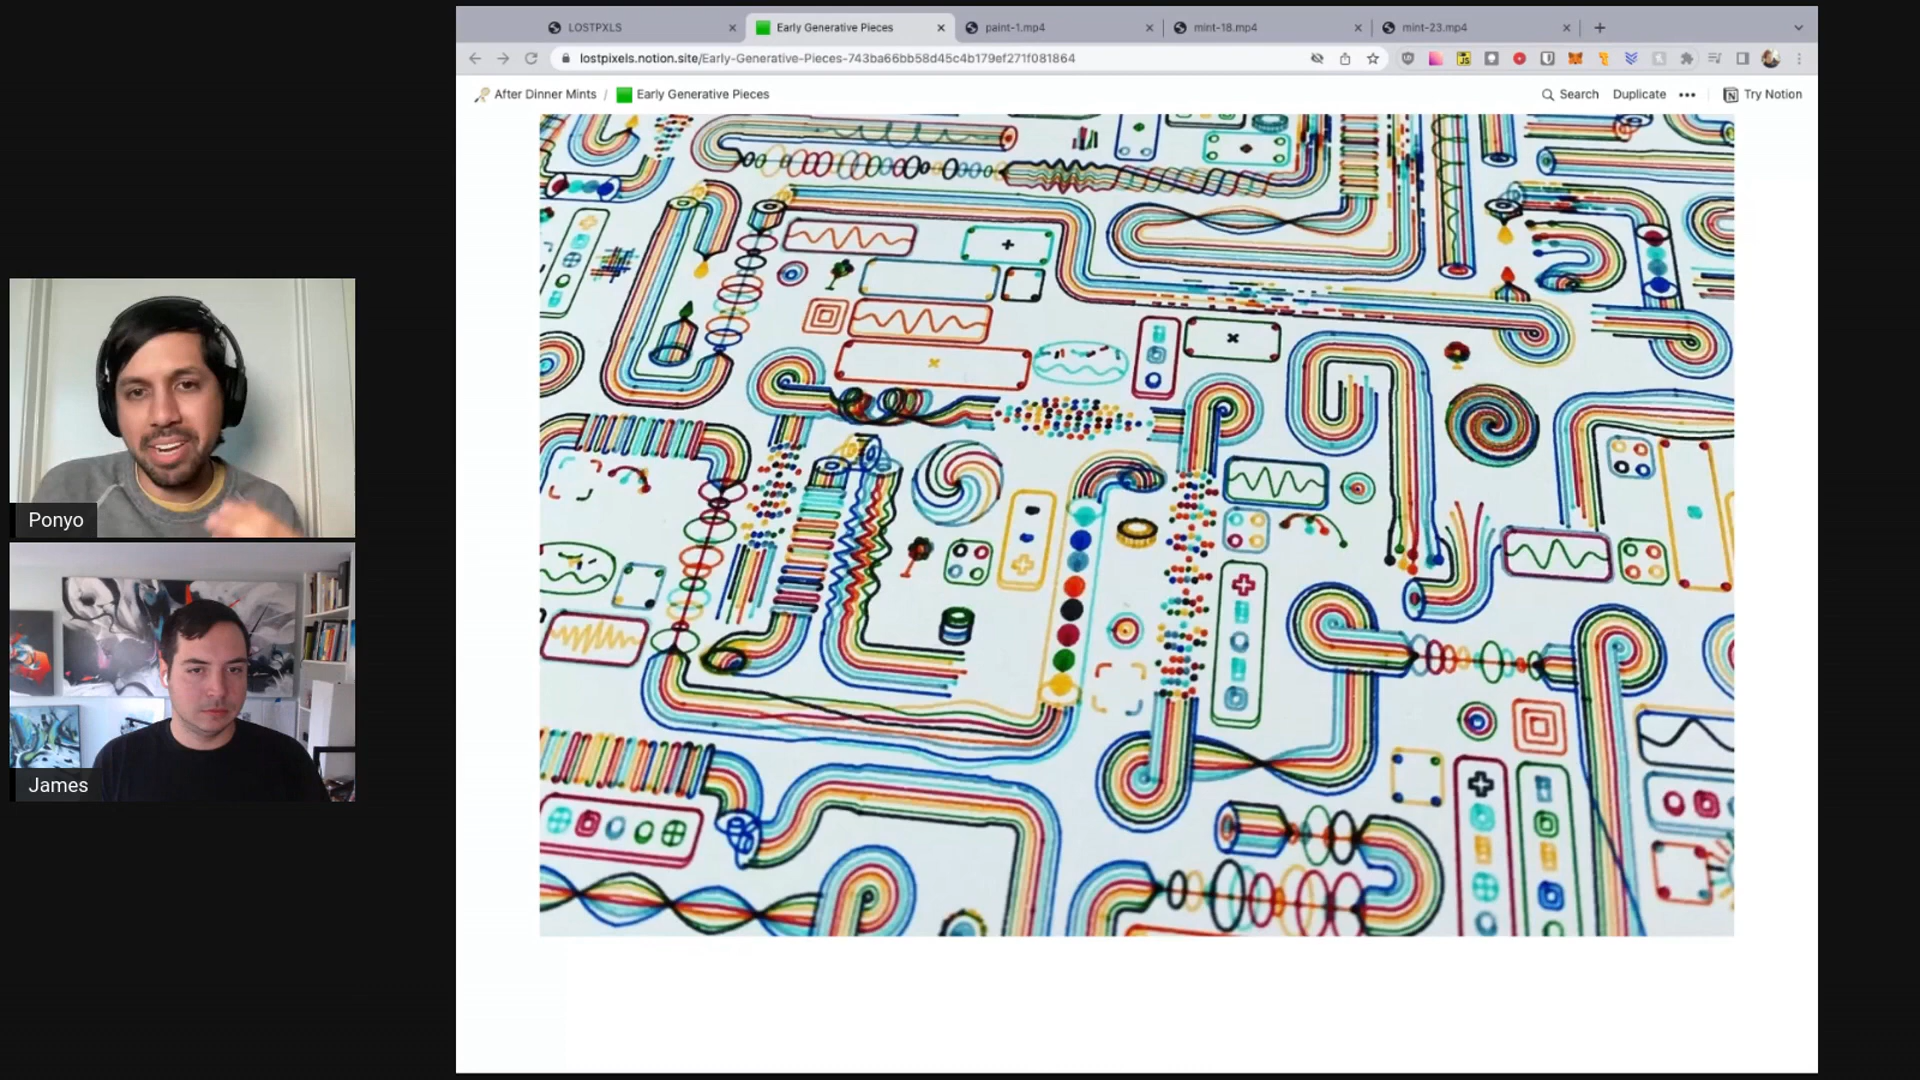 LOSTPXLS
Early Generative Pieces
paint-1.mp4
mint-18.mp4
mint-23.mp4
lostpixels.notion.site/Early-Generative-Pieces-743ba66bb58d45c4b179ef271f081864
After Dinner Mints / Early Generative Pieces
Search Duplicate Try Notion
Ponyo
James